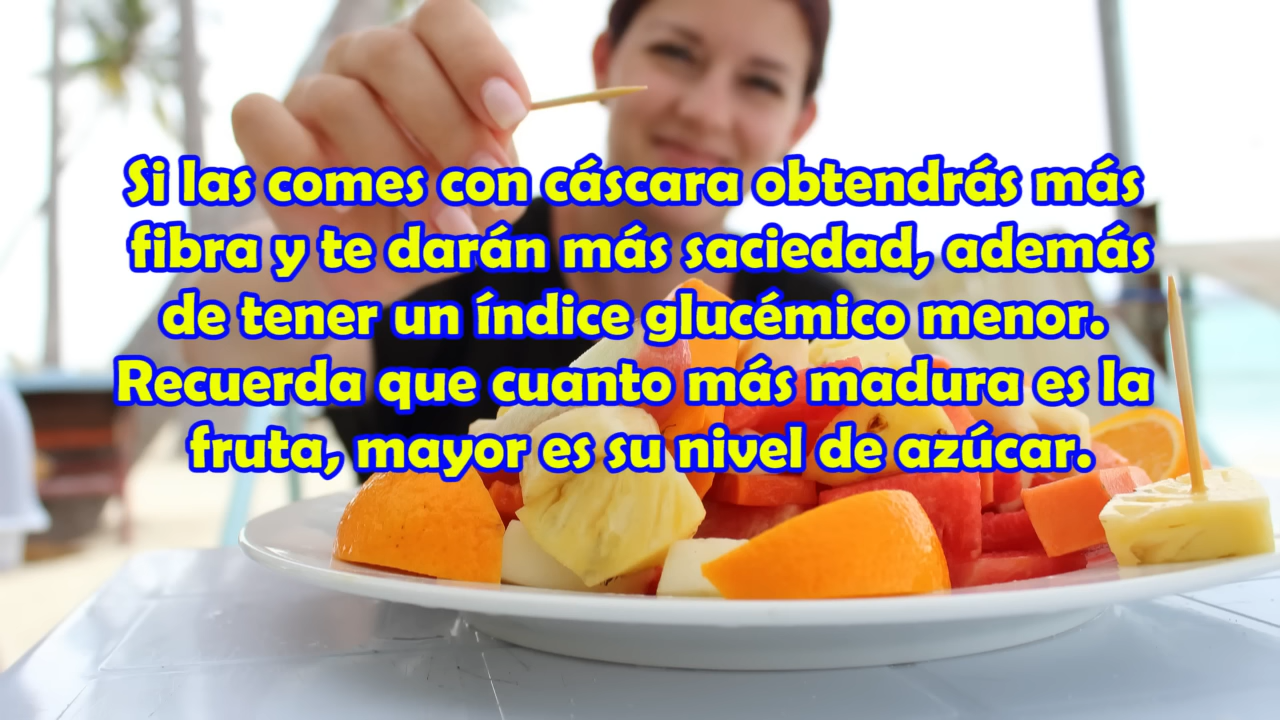 Si las comes con cáscara obtendrás más
fibra y te darán más saciedad, además
de tener un índice glucémico menor.
Recuerda que cuanto más madura es la
fruta, mayor es su nivel de azúcar.